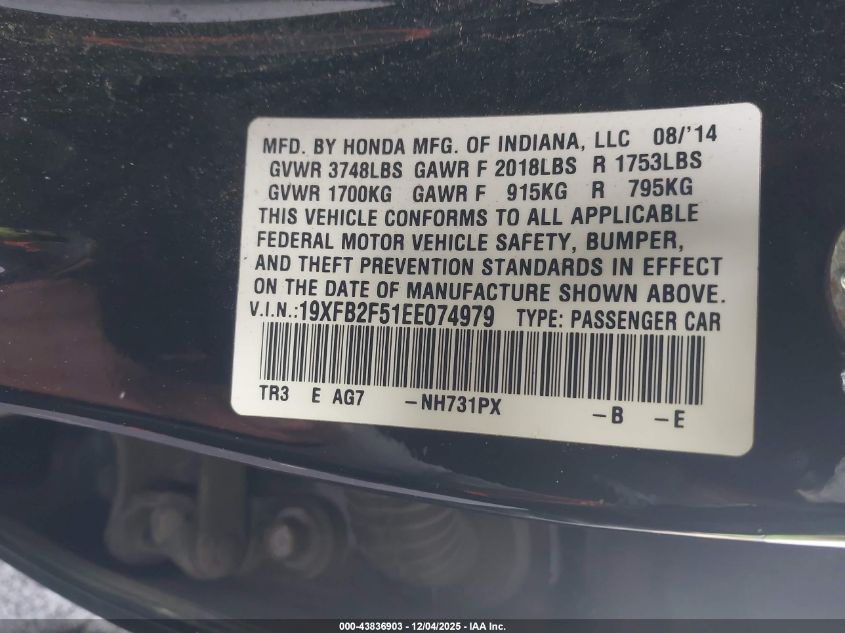 MFD. BY HONDA MFG. OF INDIANA, LLC 08/'14
GVWR 3748LBS GAWR F 2018LBS R 1753LBS
GVWR 1700KG GAWR F 915KG R 795KG
THIS VEHICLE CONFORMS TO ALL APPLICABLE
FEDERAL MOTOR VEHICLE SAFETY, BUMPER,
AND THEFT PREVENTION STANDARDS IN EFFECT
ON THE DATE OF MANUFACTURE SHOWN ABOVE.
V.I.N.:19XFB2F51EE074979 TYPE: PASSENGER CAR
TR3 E AG7 -NH731PX -B -E
000-43836903 - 12/04/2025 - IAA Inc.